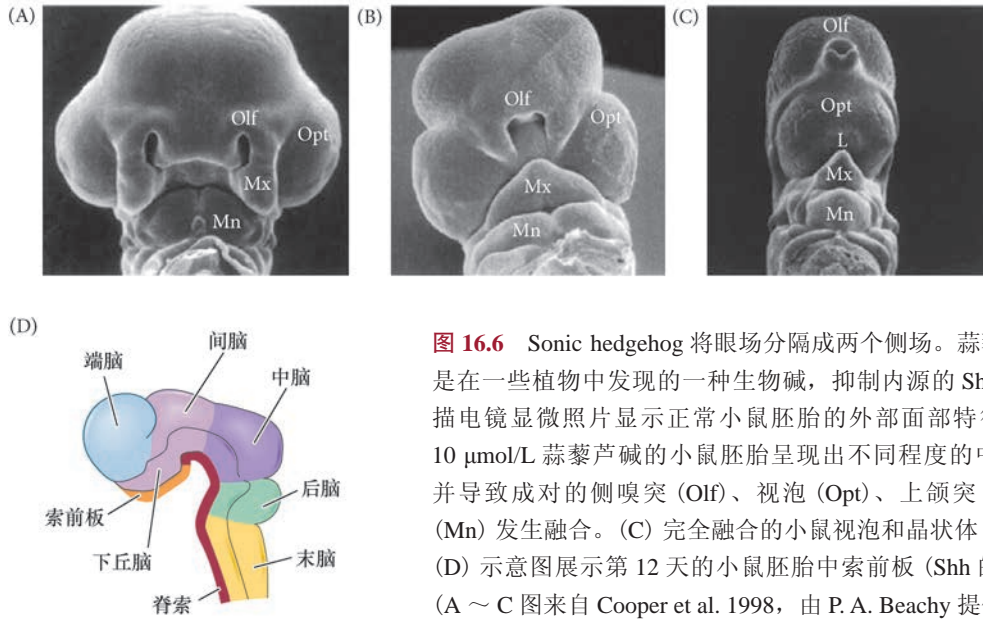 (A)
Olf
Opt
Mx
Mn
(B)
Olf
Opt
Mx
Mn
(C)
Olf
Opt
L
Mx
Mn
(D)
间脑
端脑
中脑
后脑
索前板
下丘脑
末脑
脊索
图 16.6 Sonic hedgehog 将眼场分隔成两个侧场。蒜
是在一些植物中发现的一种生物碱，抑制内源的 Sh
描电镜显微照片显示正常小鼠胚胎的外部面部特
10 μmol/L 蒜藜芦碱的小鼠胚胎呈现出不同程度的中
并导致成对的侧嗅突 (Olf)、视泡 (Opt)、上颌突
(Mn) 发生融合。(C) 完全融合的小鼠视泡和晶状体
(D) 示意图展示第 12 天的小鼠胚胎中索前板 (Shh 的
(A ～ C 图来自 Cooper et al. 1998，由 P. A. Beachy 提